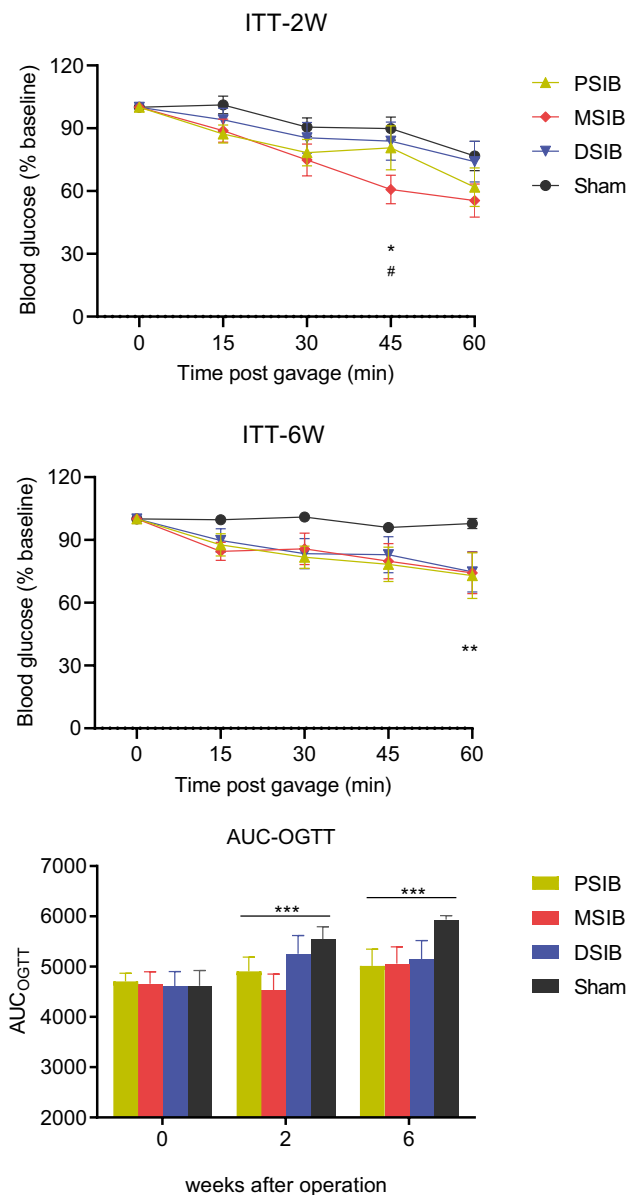 ITT-2W
Blood glucose (% baseline)
120
90
60
30
0
*
#
0 15 30 45 60
Time post gavage (min)
PSIB
MSIB
DSIB
Sham
ITT-6W
Blood glucose (% baseline)
120
90
60
30
0
**
0 15 30 45 60
Time post gavage (min)
AUC-OGTT
AUCOGTT
7000
6000
5000
4000
3000
2000
***
***
0 2 6
weeks after operation
PSIB
MSIB
DSIB
Sham